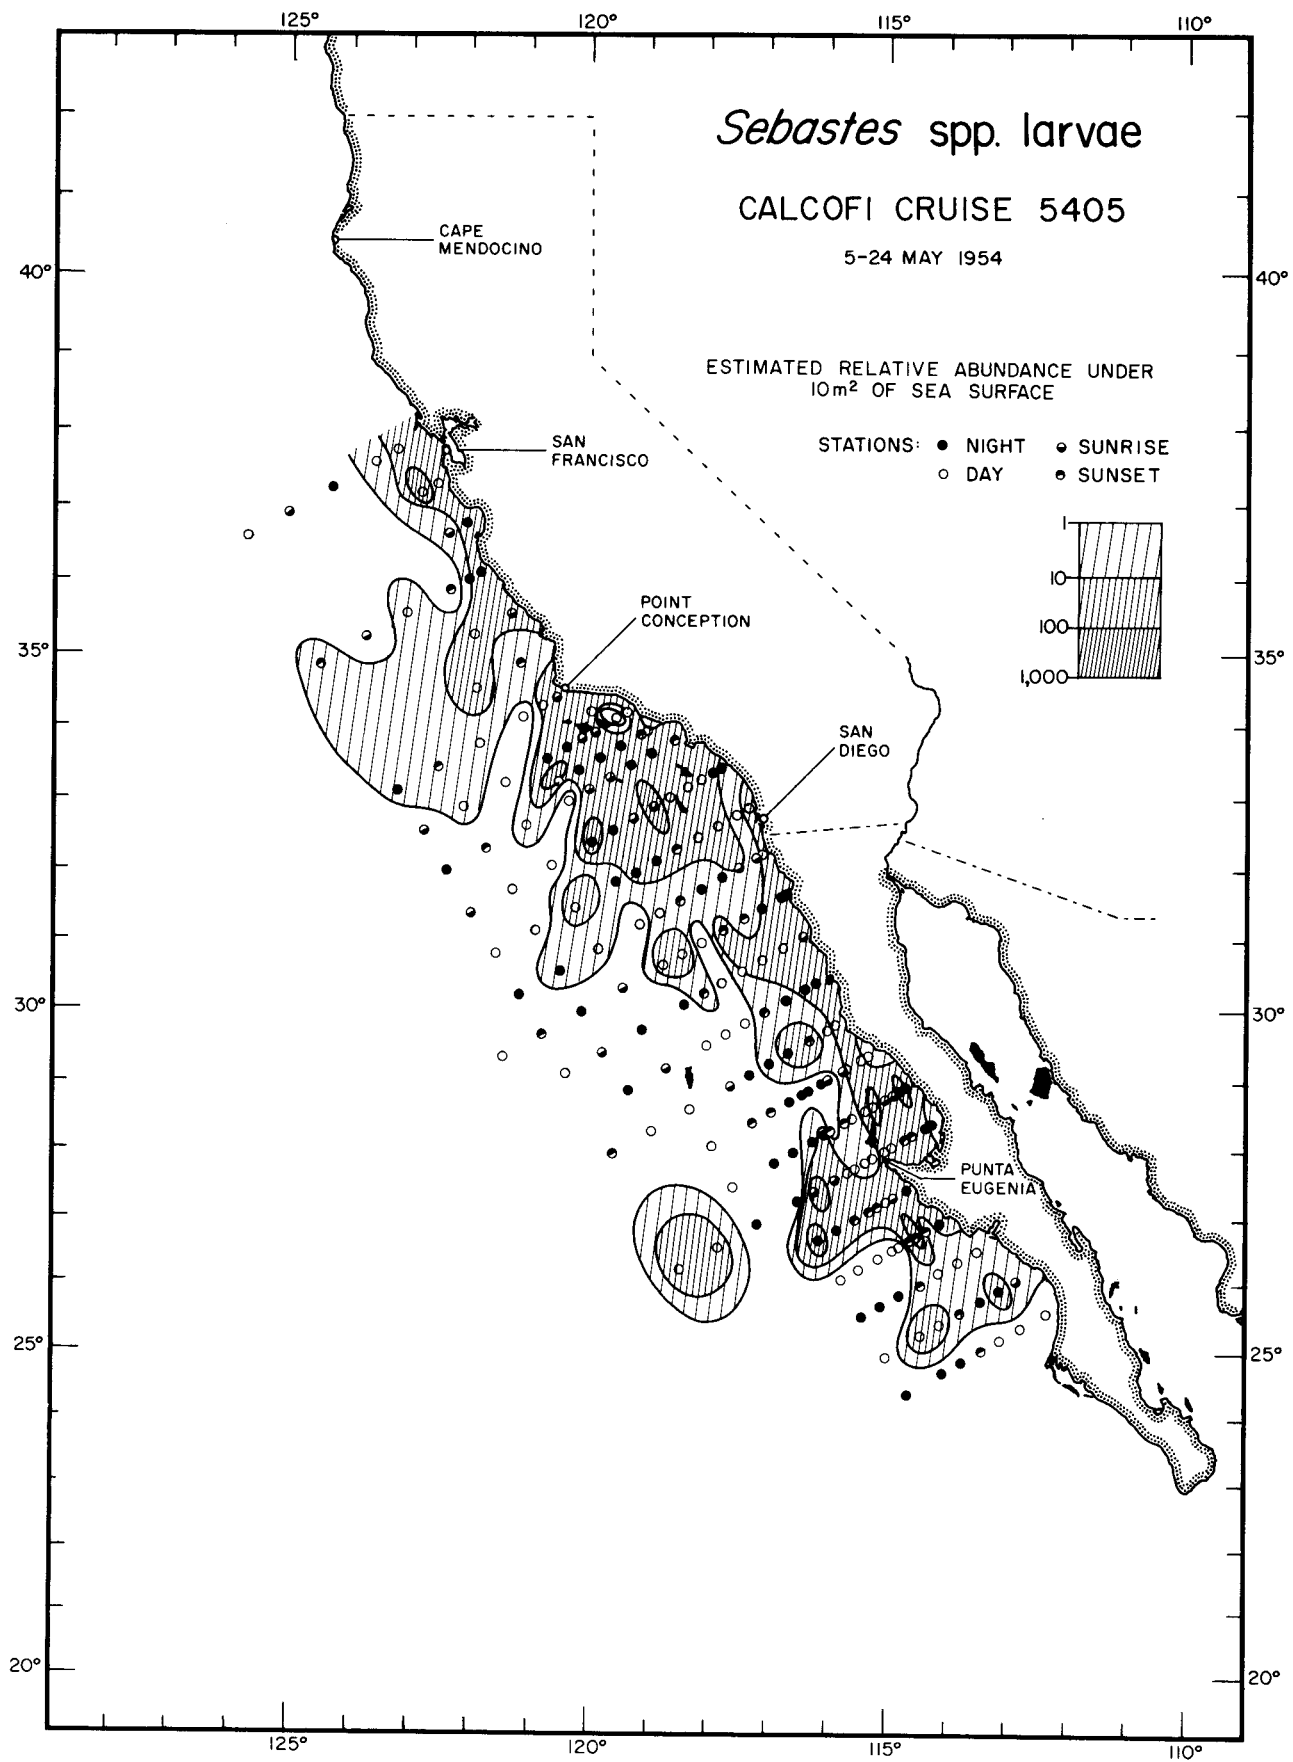 125° 120° 115° 110°
Sebastes spp. larvae
CALCOFI CRUISE 5405
5-24 MAY 1954
CAPE
MENDOCINO
40° 40°
ESTIMATED RELATIVE ABUNDANCE UNDER
10m² OF SEA SURFACE
STATIONS: ● NIGHT ◒ SUNRISE
○ DAY ◓ SUNSET
SAN
FRANCISCO
1
10
100
1,000
POINT
CONCEPTION
35° 35°
SAN
DIEGO
30° 30°
PUNTA
EUGENIA
25° 25°
20° 20°
125° 120° 115° 110°